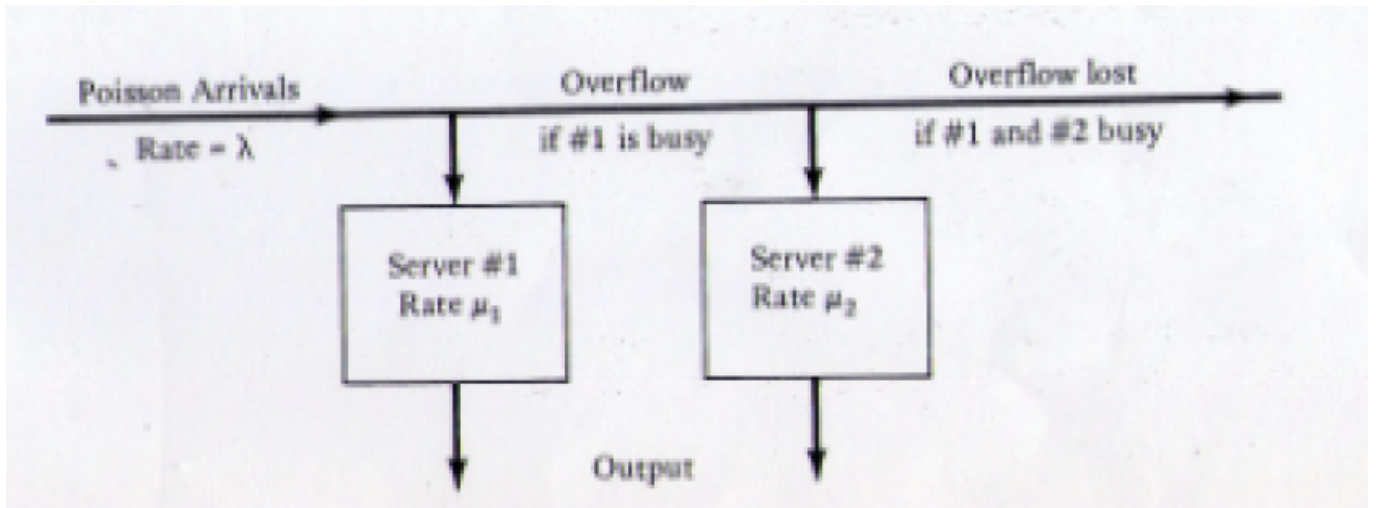 Poisson Arrivals
Rate = λ
Overflow
if #1 is busy
Overflow lost
if #1 and #2 busy
Server #1
Rate μ₁
Server #2
Rate μ₂
Output